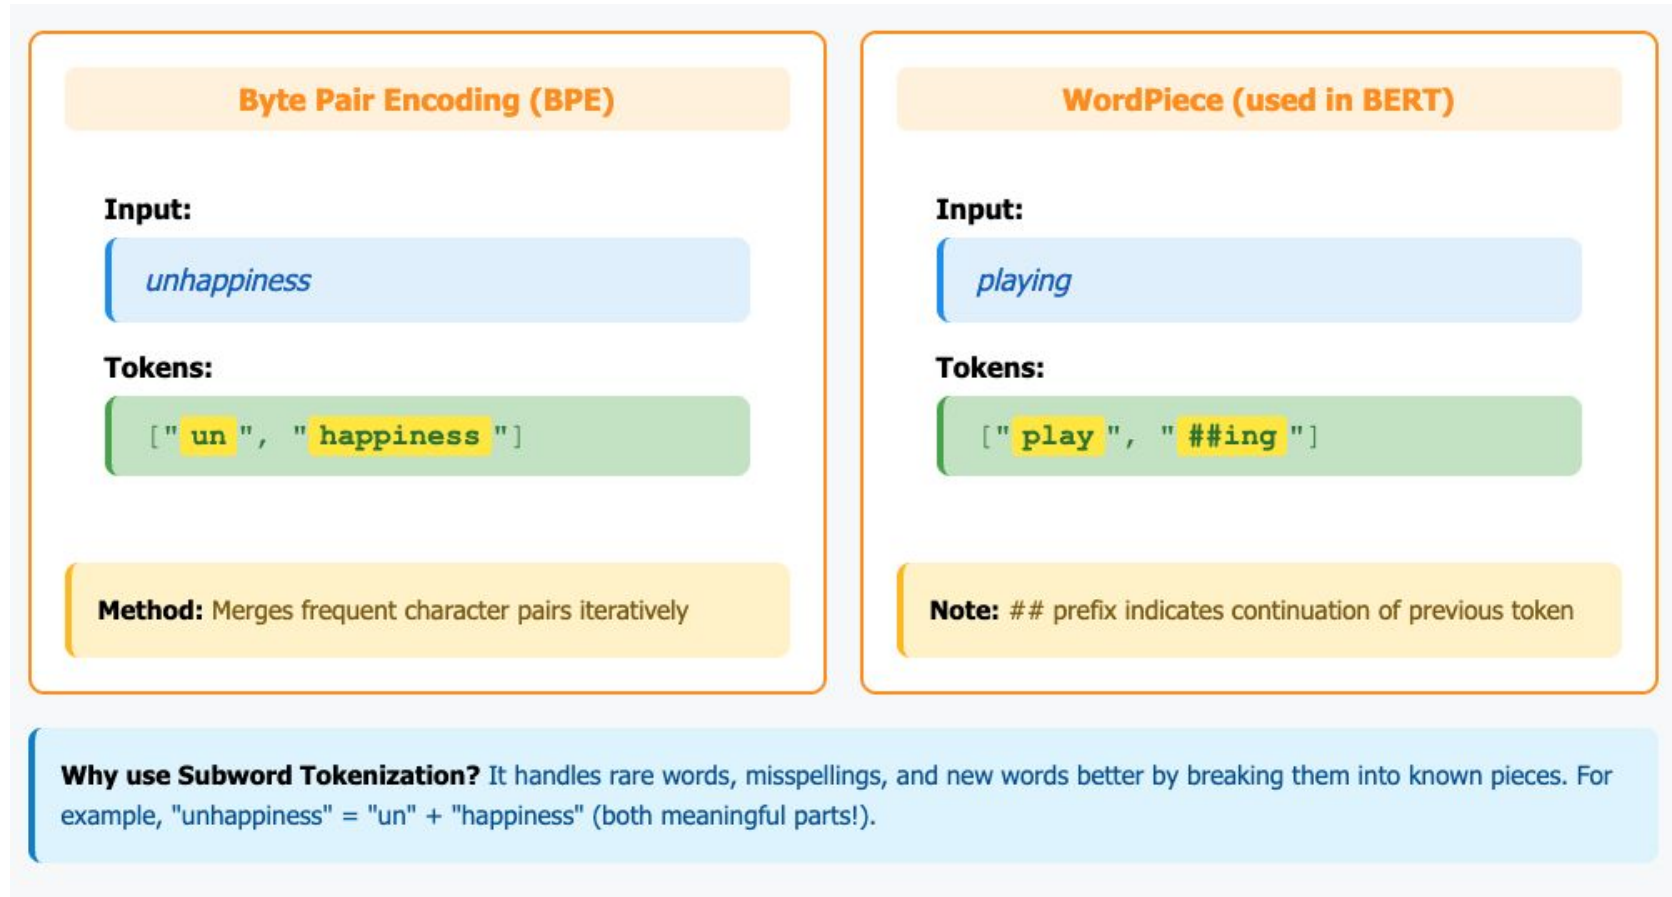 Byte Pair Encoding (BPE)
Input:
unhappiness
Tokens:
["un", "happiness"]
Method: Merges frequent character pairs iteratively
WordPiece (used in BERT)
Input:
playing
Tokens:
["play", "##ing"]
Note: ## prefix indicates continuation of previous token
Why use Subword Tokenization? It handles rare words, misspellings, and new words better by breaking them into known pieces. For
example, "unhappiness" = "un" + "happiness" (both meaningful parts!).